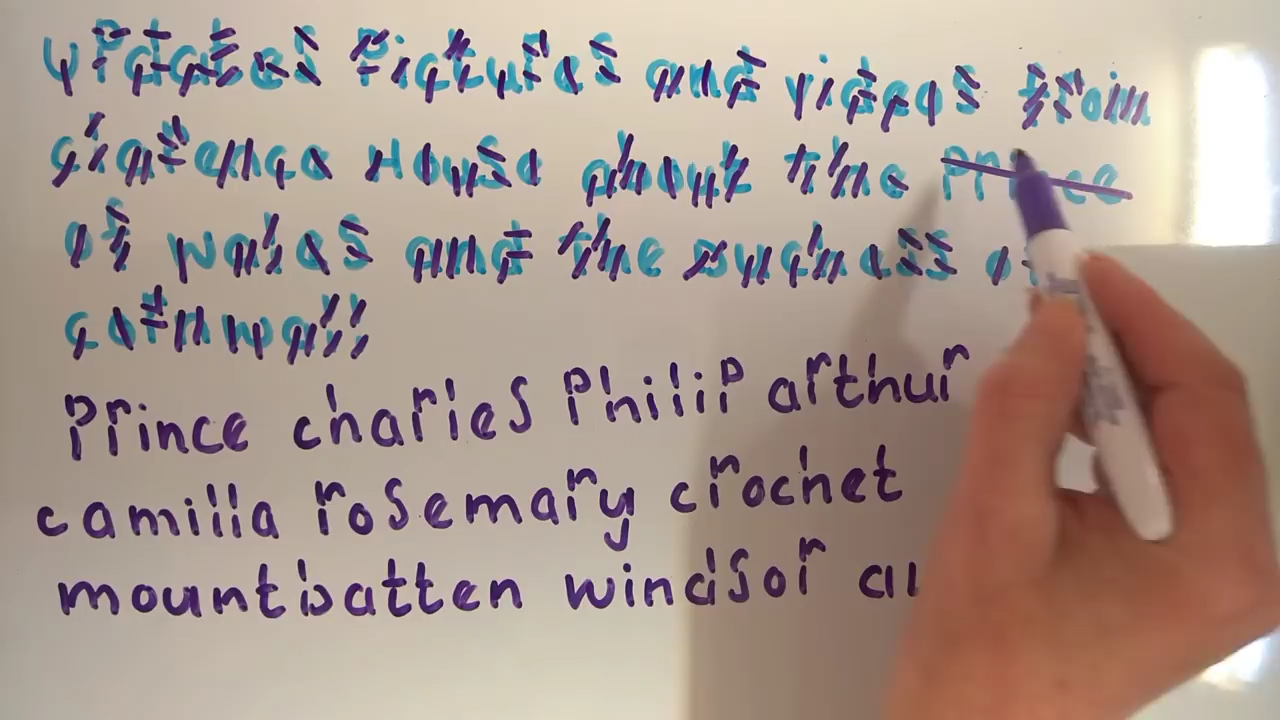 updates Pictures and videos from
clarence House about the Prince
of wales and the Duchess of
cornwall
Prince charles Philip arthur
camilla rosemary crochet
mountbatten windsor